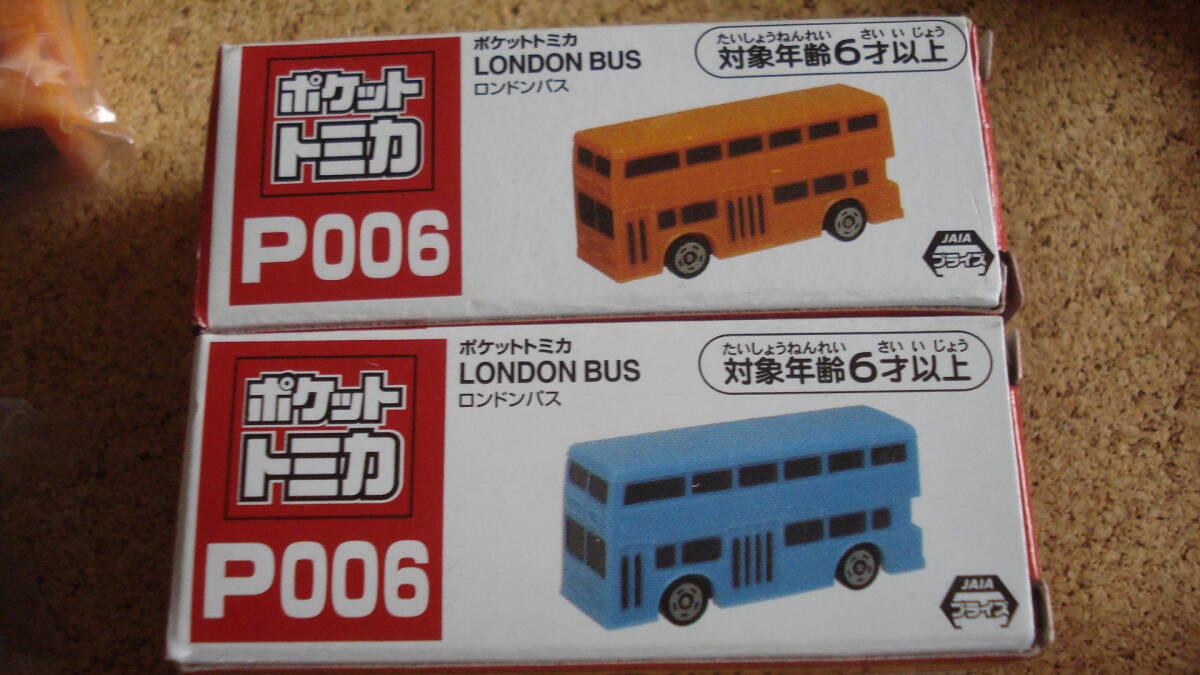 ポケット
トミカ
P006
ポケットトミカ
LONDON BUS
ロンドンバス
たいしょうねんれい さい い じょう
対象年齢6才以上
JAIA
プライズ
ポケット
トミカ
P006
ポケットトミカ
LONDON BUS
ロンドンバス
たいしょうねんれい さい い じょう
対象年齢6才以上
JAIA
プライズ